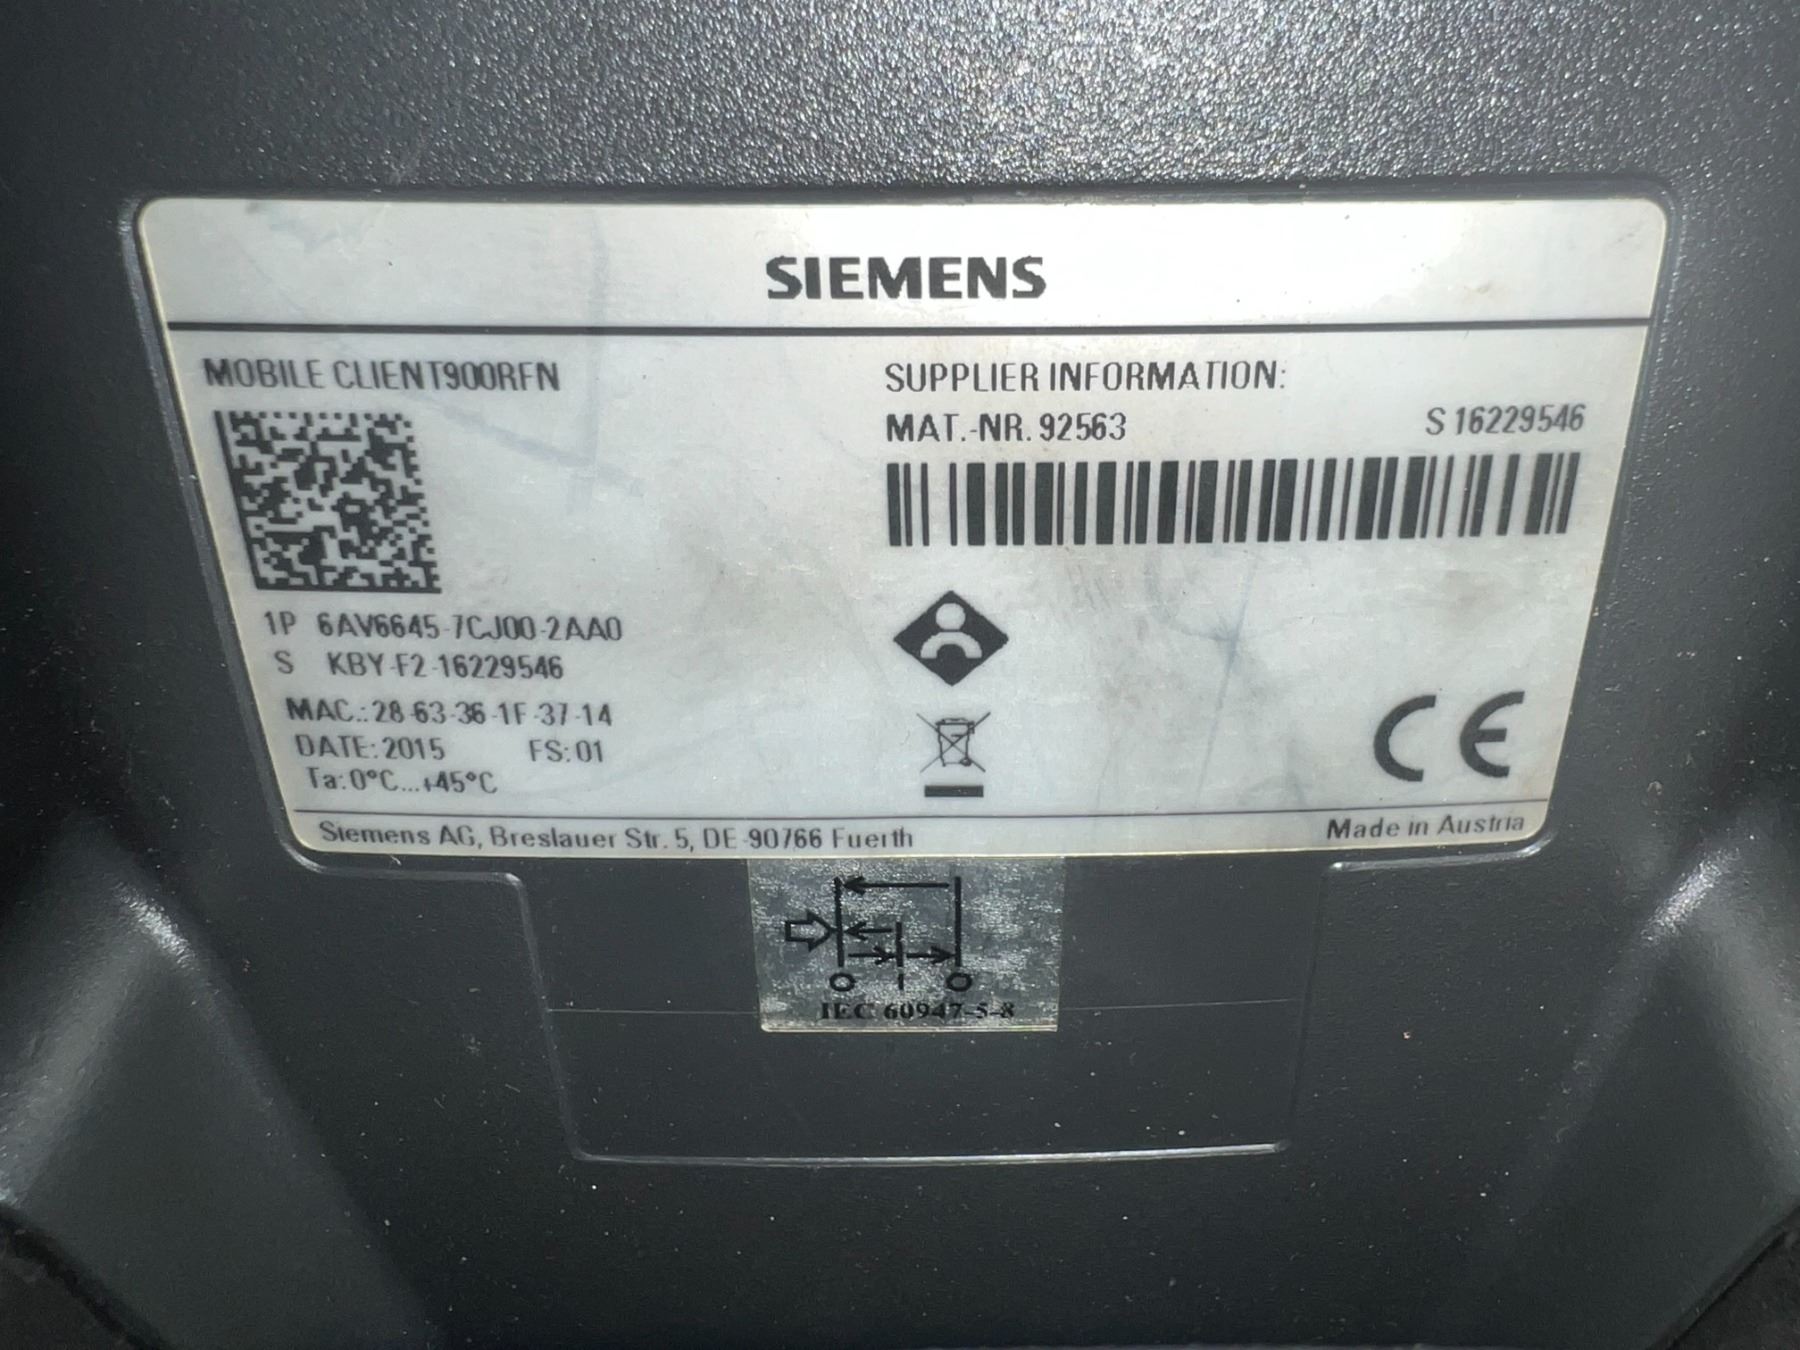 SIEMENS
MOBILE CLIENT900RFN
SUPPLIER INFORMATION:
MAT.-NR. 92563 S 16229546
1P 6AV6645-7CJ00-2AA0
S KBY-F2-16229546
MAC.: 28-63-36-1F-37-14
DATE: 2015 FS: 01
Ta: 0°C...+45°C
CE
Siemens AG, Breslauer Str. 5, DE-90766 Fuerth
Made in Austria
O I O
IEC 60947-5-8